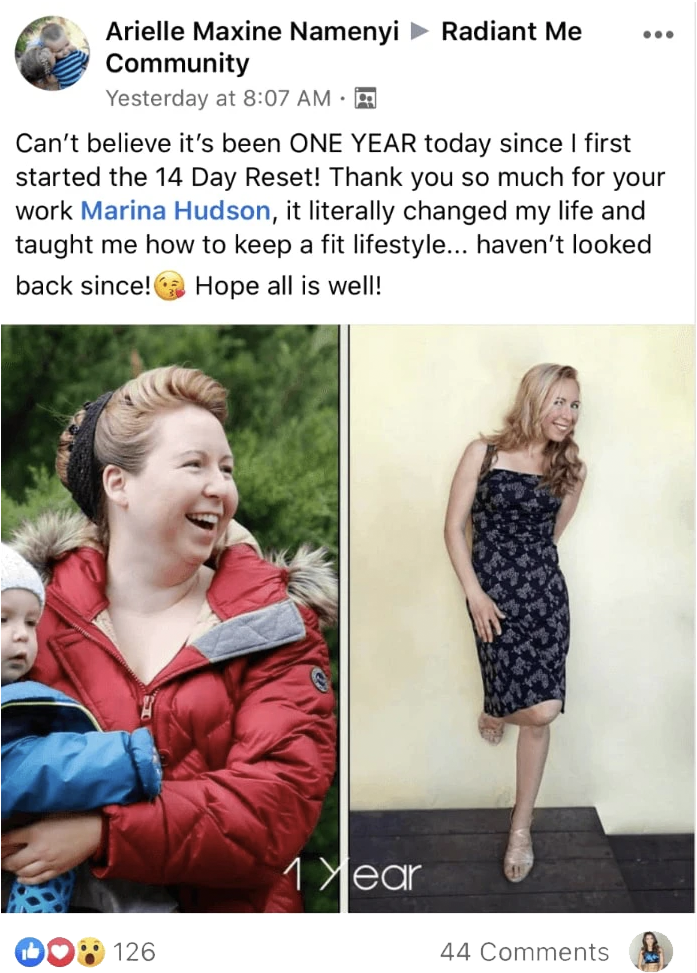 Arielle Maxine Namenyi ▶ Radiant Me
Community
Yesterday at 8:07 AM ·
Can’t believe it’s been ONE YEAR today since I first
started the 14 Day Reset! Thank you so much for your
work Marina Hudson, it literally changed my life and
taught me how to keep a fit lifestyle... haven’t looked
back since!😘 Hope all is well!
1 Year
126
44 Comments